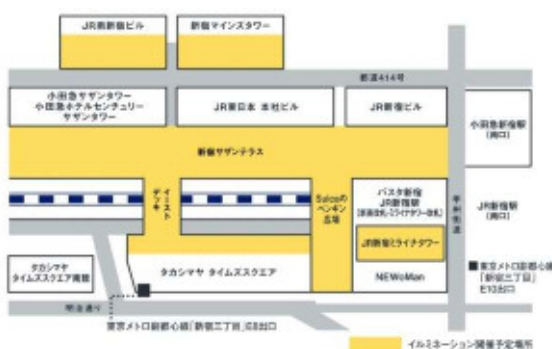 JR南新宿ビル
新宿マインズタワー
都道414号
小田急サザンタワー
小田急ホテルセンチュリー
サザンタワー
JR東日本 本社ビル
JR新宿ビル
小田急新宿駅
(南口)
新宿サザンテラス
イースト
デッキ
Suicaの
ペンギン
広場
バスタ新宿
JR新宿駅
(新南改札・ミライナタワー改札)
甲州街道
JR新宿駅
(南口)
JR新宿ミライナタワー
タカシマヤ
タイムズスクエア南館
タカシマヤ タイムズスクエア
NEWoMan
東京メトロ副都心線
「新宿三丁目」
E10出口
明治通り
東京メトロ副都心線「新宿三丁目」E8出口
イルミネーション開催予定場所